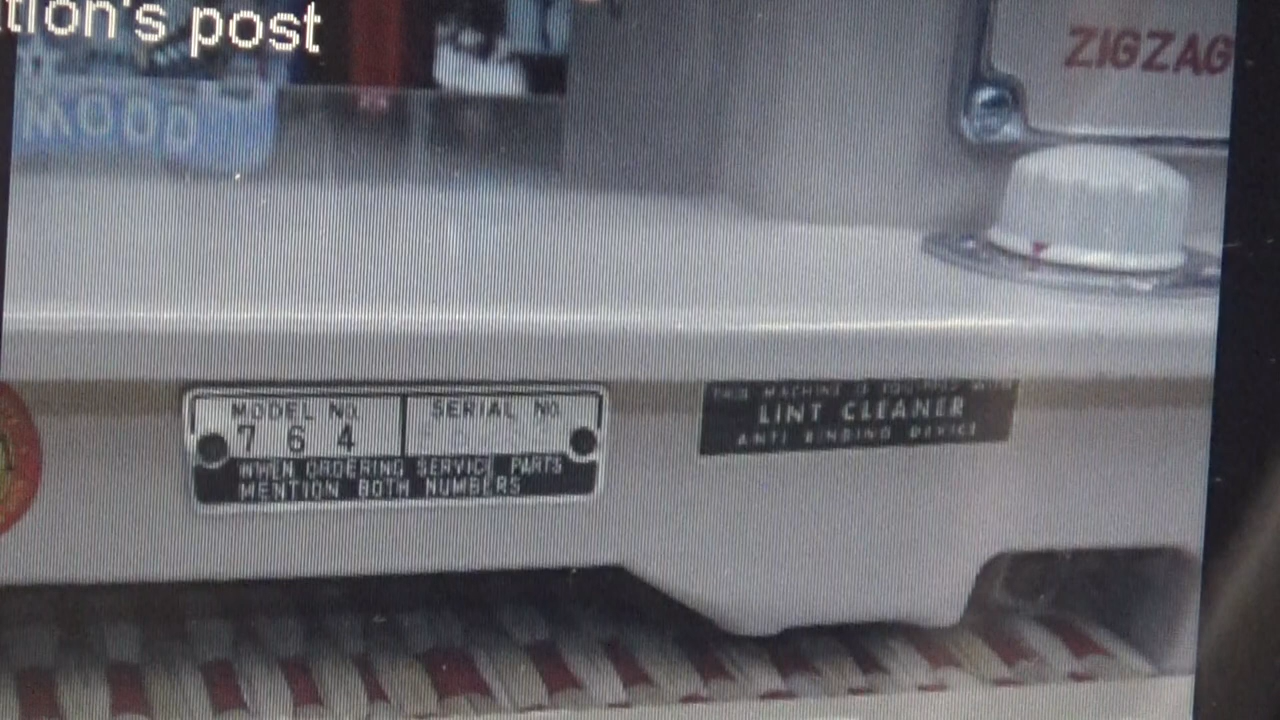 tion's post
MOOD
ZIGZAG
MODEL NO. SERIAL NO.
7 6 4
WHEN ORDERING SERVICE PARTS
MENTION BOTH NUMBERS
THIS MACHINE IS EQUIPPED WITH
LINT CLEANER
ANTI BINDING DEVICE